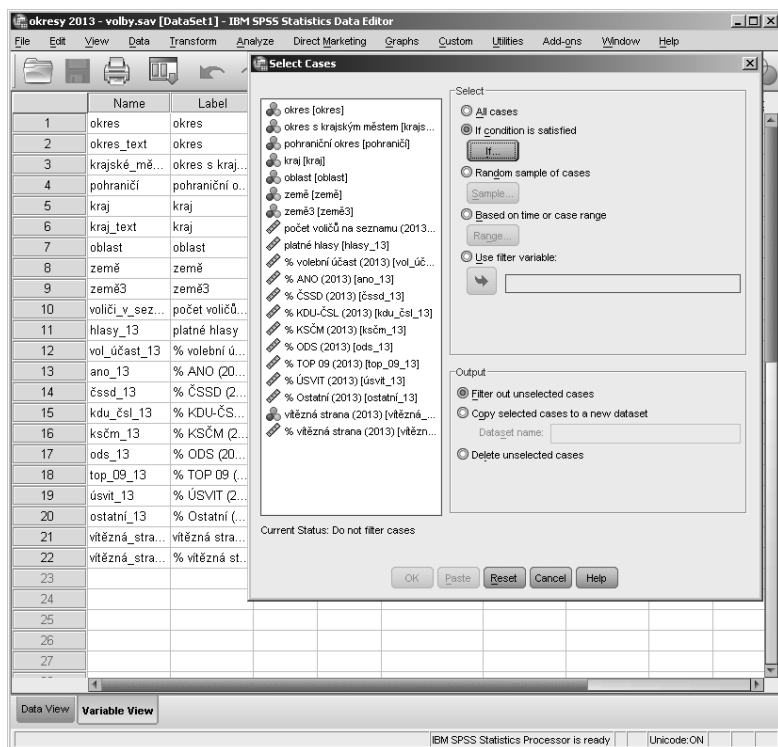 okresy 2013 - volby.sav [DataSet1] - IBM SPSS Statistics Data Editor
File Edit View Data Transform Analyze Direct Marketing Graphs Custom Utilities Add-ons Window Help
Name Label
1 okres okres
2 okres_text okres
3 krajské_mě... okres s kraj...
4 pohraničí pohraniční o...
5 kraj kraj
6 kraj_text kraj
7 oblast oblast
8 země země
9 země3 země3
10 voliči_v_sez... počet voličů...
11 hlasy_13 platné hlasy
12 vol_účast_13 % volební ú...
13 ano_13 % ANO (20...
14 čssd_13 % ČSSD (2...
15 kdu_čsl_13 % KDU-ČS...
16 ksčm_13 % KSČM (2...
17 ods_13 % ODS (20...
18 top_09_13 % TOP 09 (...
19 úsvit_13 % ÚSVIT (2...
20 ostatní_13 % Ostatní (...
21 vítězná_stra... vítězná stra...
22 vítězná_stra... % vítězná st...
23
24
25
26
27
Select Cases
okres [okres]
okres s krajským městem [krajs...
pohraniční okres [pohraničí]
kraj [kraj]
oblast [oblast]
země [země]
země3 [země3]
počet voličů na seznamu (2013...
platné hlasy [hlasy_13]
% volební účast (2013) [vol_úč...
% ANO (2013) [ano_13]
% ČSSD (2013) [čssd_13]
% KDU-ČSL (2013) [kdu_čsl_13]
% KSČM (2013) [ksčm_13]
% ODS (2013) [ods_13]
% TOP 09 (2013) [top_09_13]
% ÚSVIT (2013) [úsvit_13]
% Ostatní (2013) [ostatní_13]
vítězná strana (2013) [vítězná_...
% vítězná strana (2013) [vítězn...
Current Status: Do not filter cases
Select
All cases
If condition is satisfied
If...
Random sample of cases
Sample...
Based on time or case range
Range...
Use filter variable:
Output
Filter out unselected cases
Copy selected cases to a new dataset
Dataset name:
Delete unselected cases
OK Paste Reset Cancel Help
Data View Variable View
IBM SPSS Statistics Processor is ready Unicode:ON